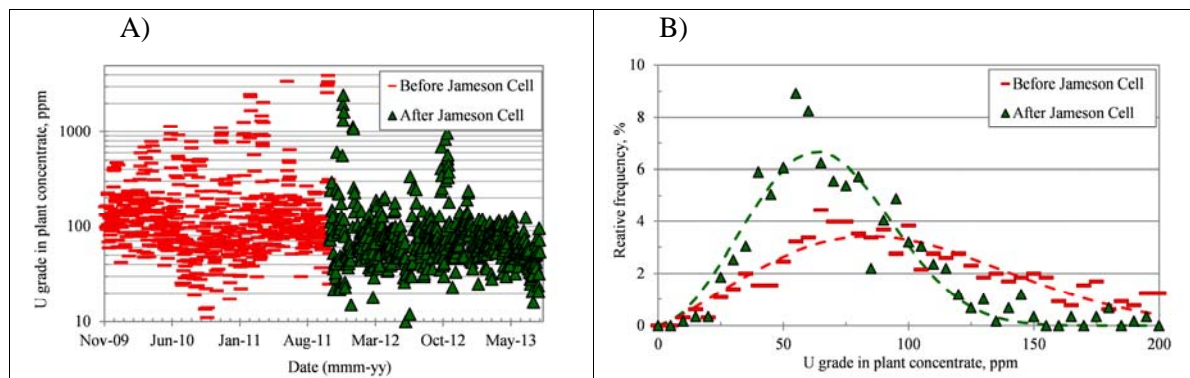 A)
U grade in plant concentrate, ppm
1000
100
10
Before Jameson Cell
After Jameson Cell
Nov-09 Jun-10 Jan-11 Aug-11 Mar-12 Oct-12 May-13
Date (mmm-yy)
B)
Reative frequency, %
10
8
6
4
2
0
Before Jameson Cell
After Jameson Cell
0 50 100 150 200
U grade in plant concentrate, ppm